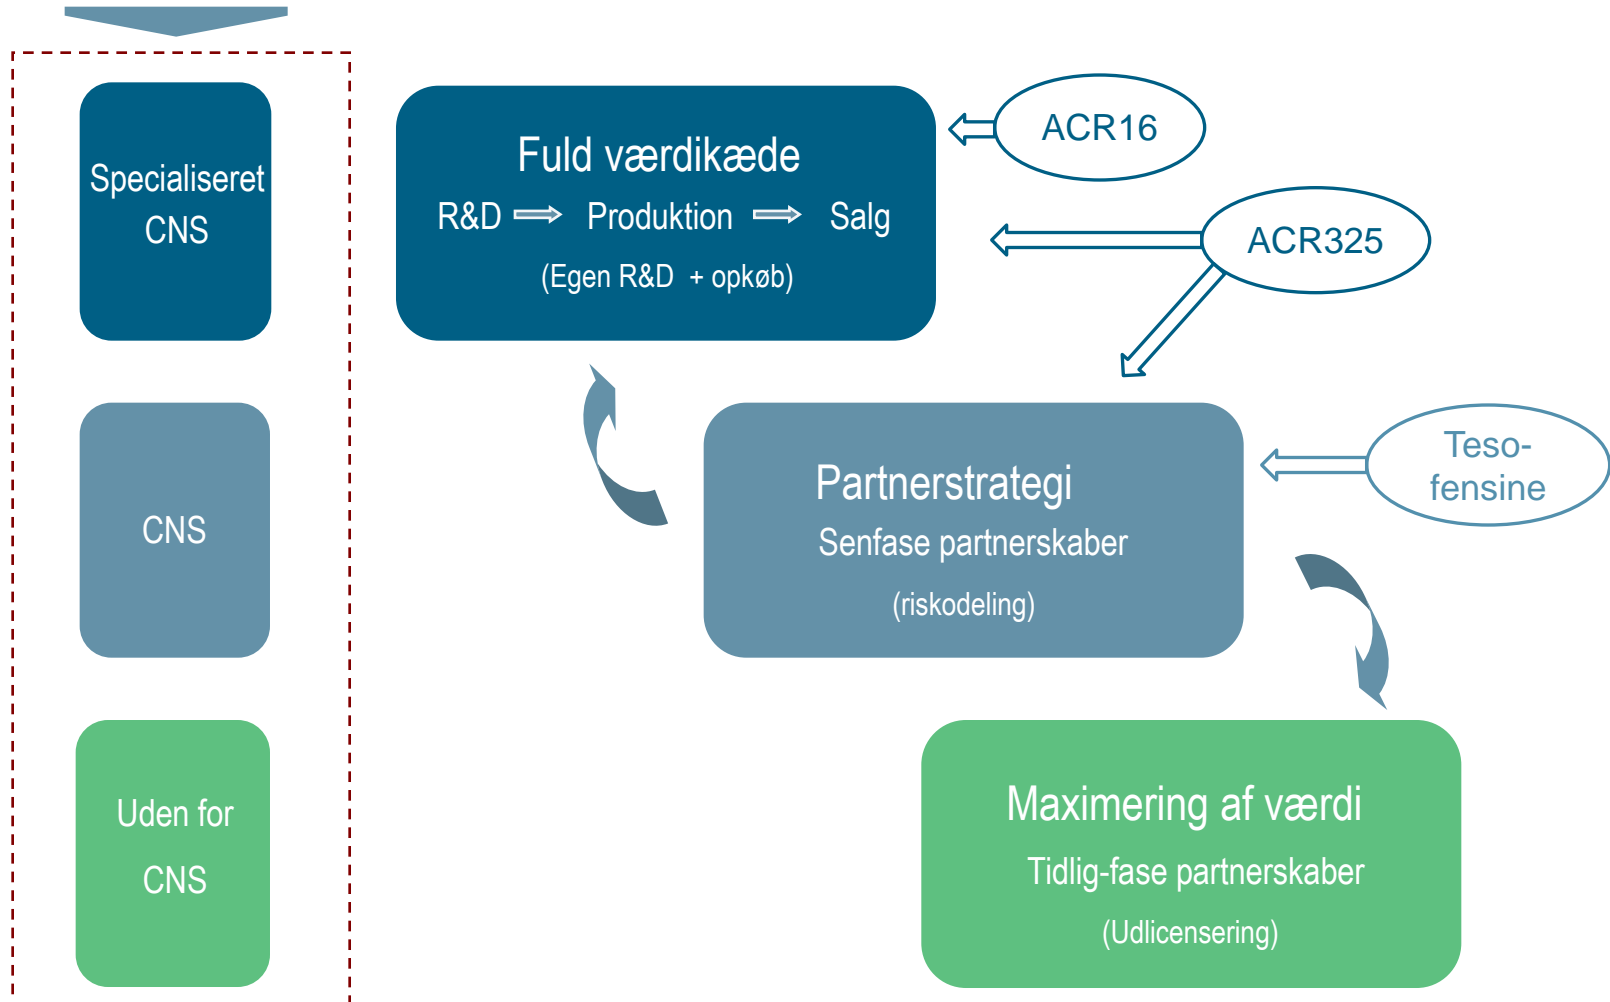 Specialiseret
CNS
Fuld værdikæde
R&D Produktion Salg
(Egen R&D + opkøb)
ACR16
ACR325
CNS
Partnerstrategi
Senfase partnerskaber
(riskodeling)
Teso-
fensine
Uden for
CNS
Maximering af værdi
Tidlig-fase partnerskaber
(Udlicensering)